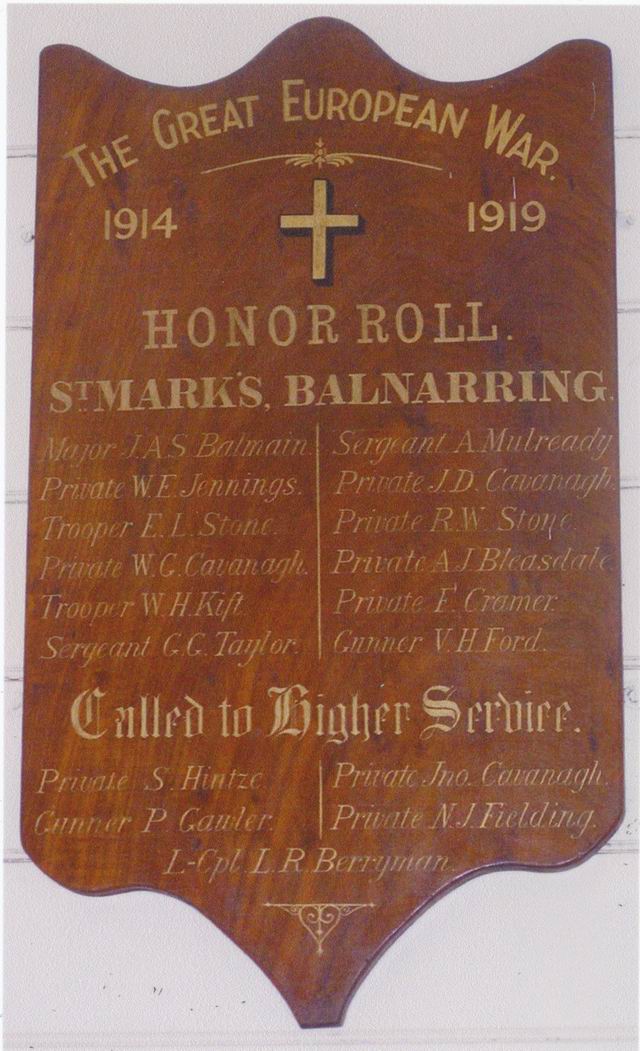 THE GREAT EUROPEAN WAR.
1914 1919
HONOR ROLL.
ST MARK'S, BALNARRING.
Major J.A.S Balmain. Sergeant A.Mulready
Private W.E.Jennings. Private J.D. Cavanagh.
Trooper E.L.Stone. Private R.W. Stone.
Private W.G.Cavanagh. Private A.J.Bleasdale.
Trooper W.H.Kift Private F. Cramer.
Sergeant G.G.Taylor. Gunner V.H.Ford.
Called to Higher Service.
Private S. Hintze Private Jno. Cavanagh.
Gunner P. Gawler. Private N.J.Fielding.
L-Cpl. L.R.Berryman.